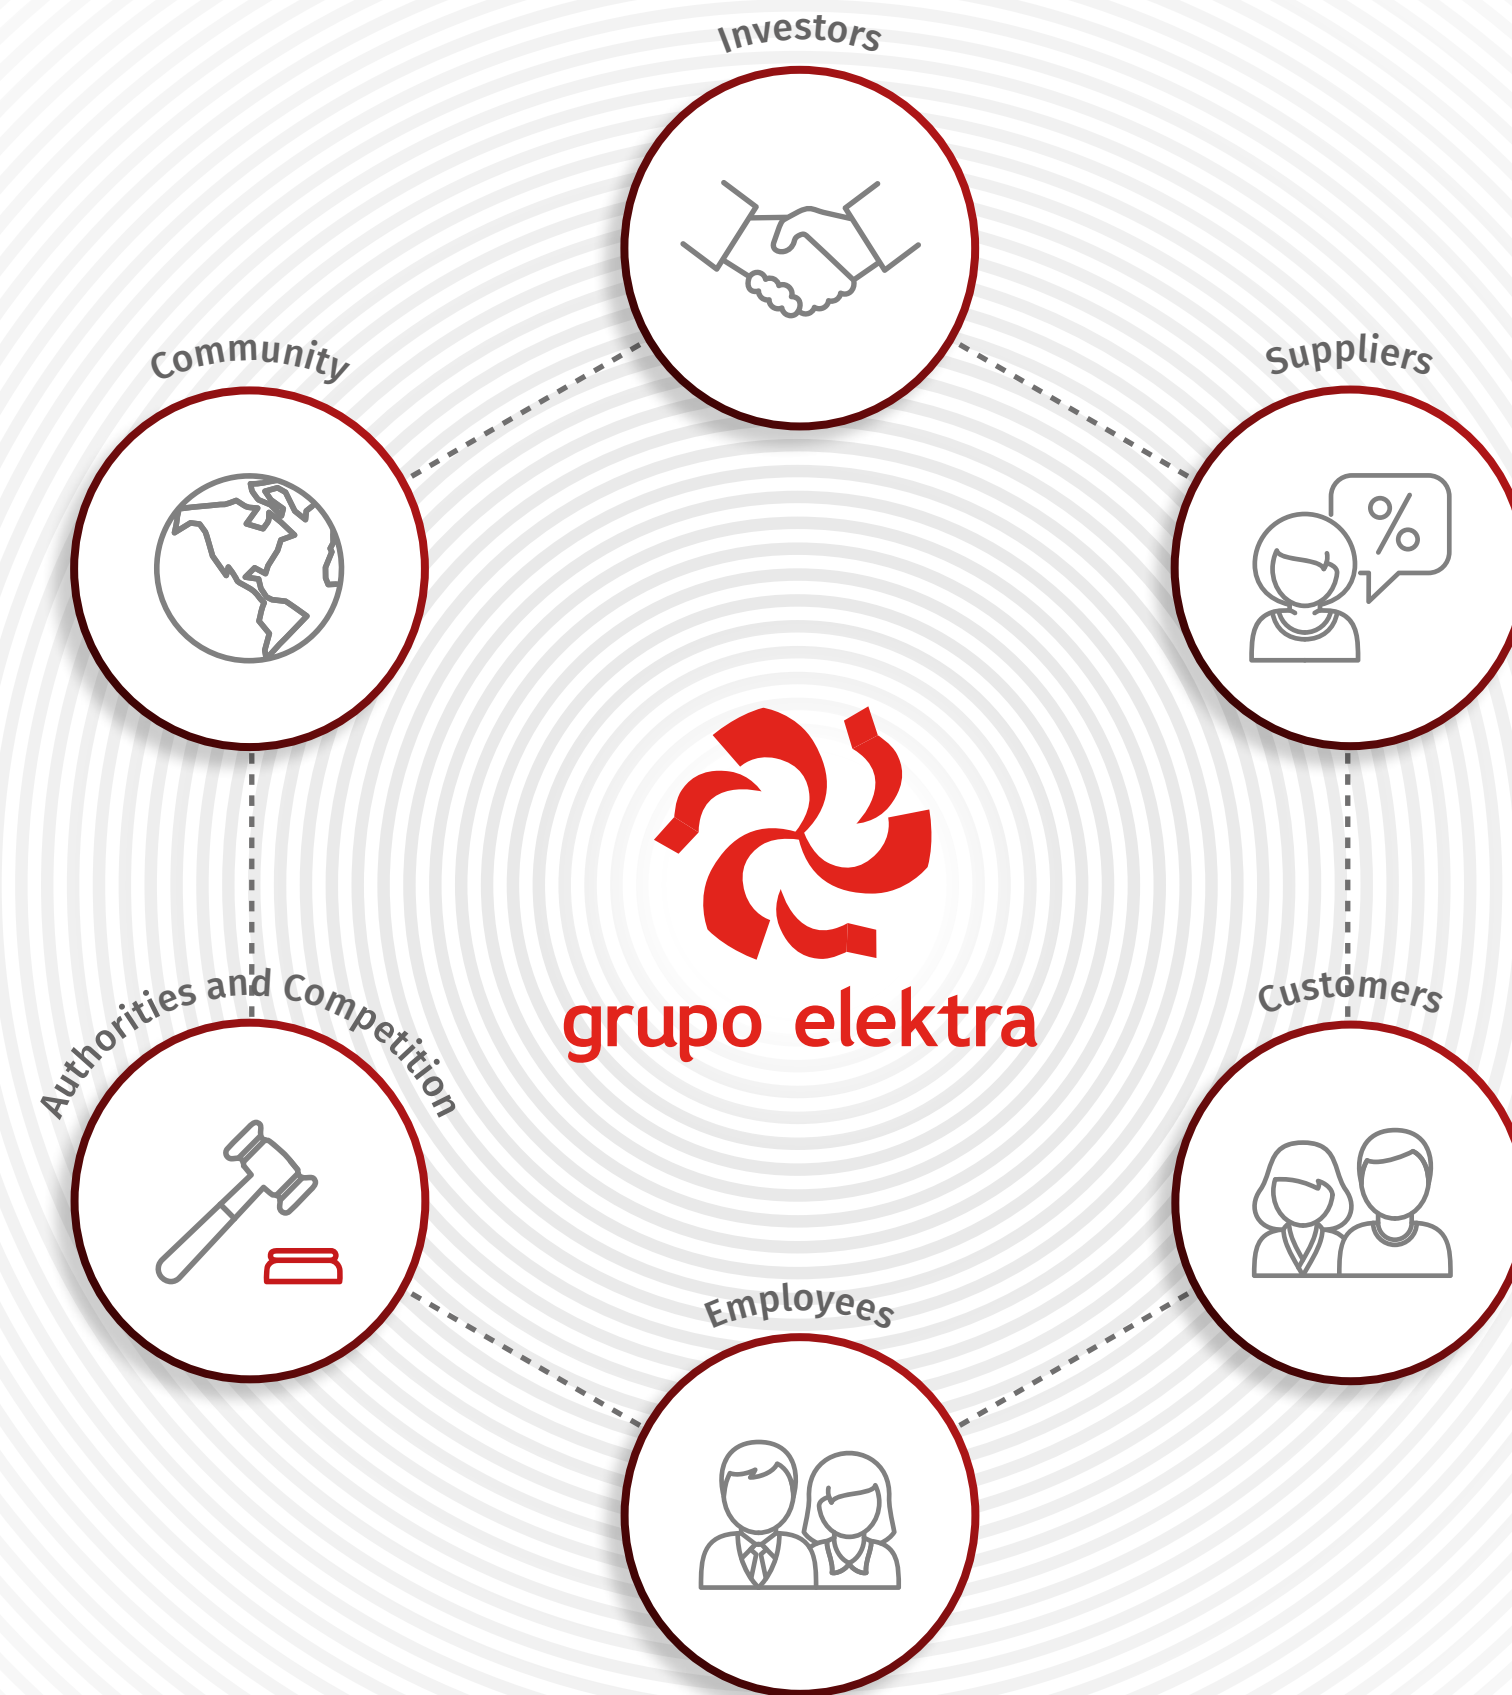 Investors
Community
Suppliers
grupo elektra
Authorities and Competition
Customers
Employees